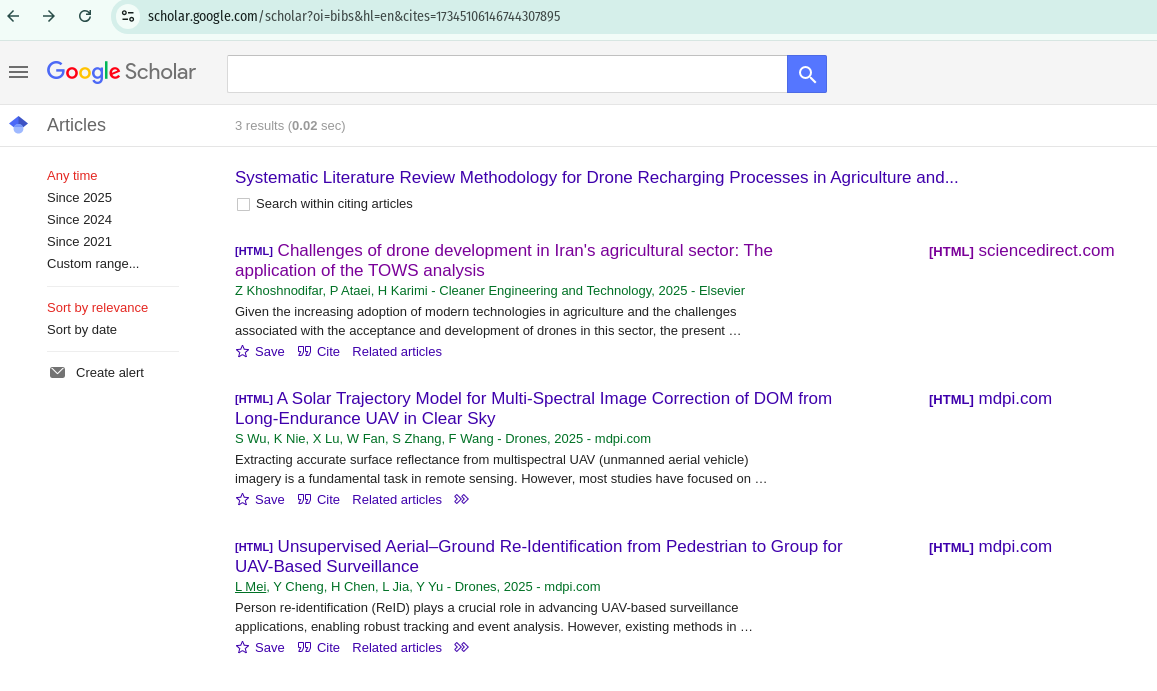 scholar.google.com/scholar?oi=bibs&hl=en&cites=17345106146744307895
Google Scholar
Articles
3 results (0.02 sec)
Any time
Since 2025
Since 2024
Since 2021
Custom range...
Sort by relevance
Sort by date
Create alert
Systematic Literature Review Methodology for Drone Recharging Processes in Agriculture and...
Search within citing articles
[HTML] Challenges of drone development in Iran's agricultural sector: The
application of the TOWS analysis
Z Khoshnodifar, P Ataei, H Karimi - Cleaner Engineering and Technology, 2025 - Elsevier
Given the increasing adoption of modern technologies in agriculture and the challenges
associated with the acceptance and development of drones in this sector, the present …
Save Cite Related articles
[HTML] sciencedirect.com
[HTML] A Solar Trajectory Model for Multi-Spectral Image Correction of DOM from
Long-Endurance UAV in Clear Sky
S Wu, K Nie, X Lu, W Fan, S Zhang, F Wang - Drones, 2025 - mdpi.com
Extracting accurate surface reflectance from multispectral UAV (unmanned aerial vehicle)
imagery is a fundamental task in remote sensing. However, most studies have focused on …
Save Cite Related articles
[HTML] mdpi.com
[HTML] Unsupervised Aerial–Ground Re-Identification from Pedestrian to Group for
UAV-Based Surveillance
L Mei, Y Cheng, H Chen, L Jia, Y Yu - Drones, 2025 - mdpi.com
Person re-identification (ReID) plays a crucial role in advancing UAV-based surveillance
applications, enabling robust tracking and event analysis. However, existing methods in …
Save Cite Related articles
[HTML] mdpi.com